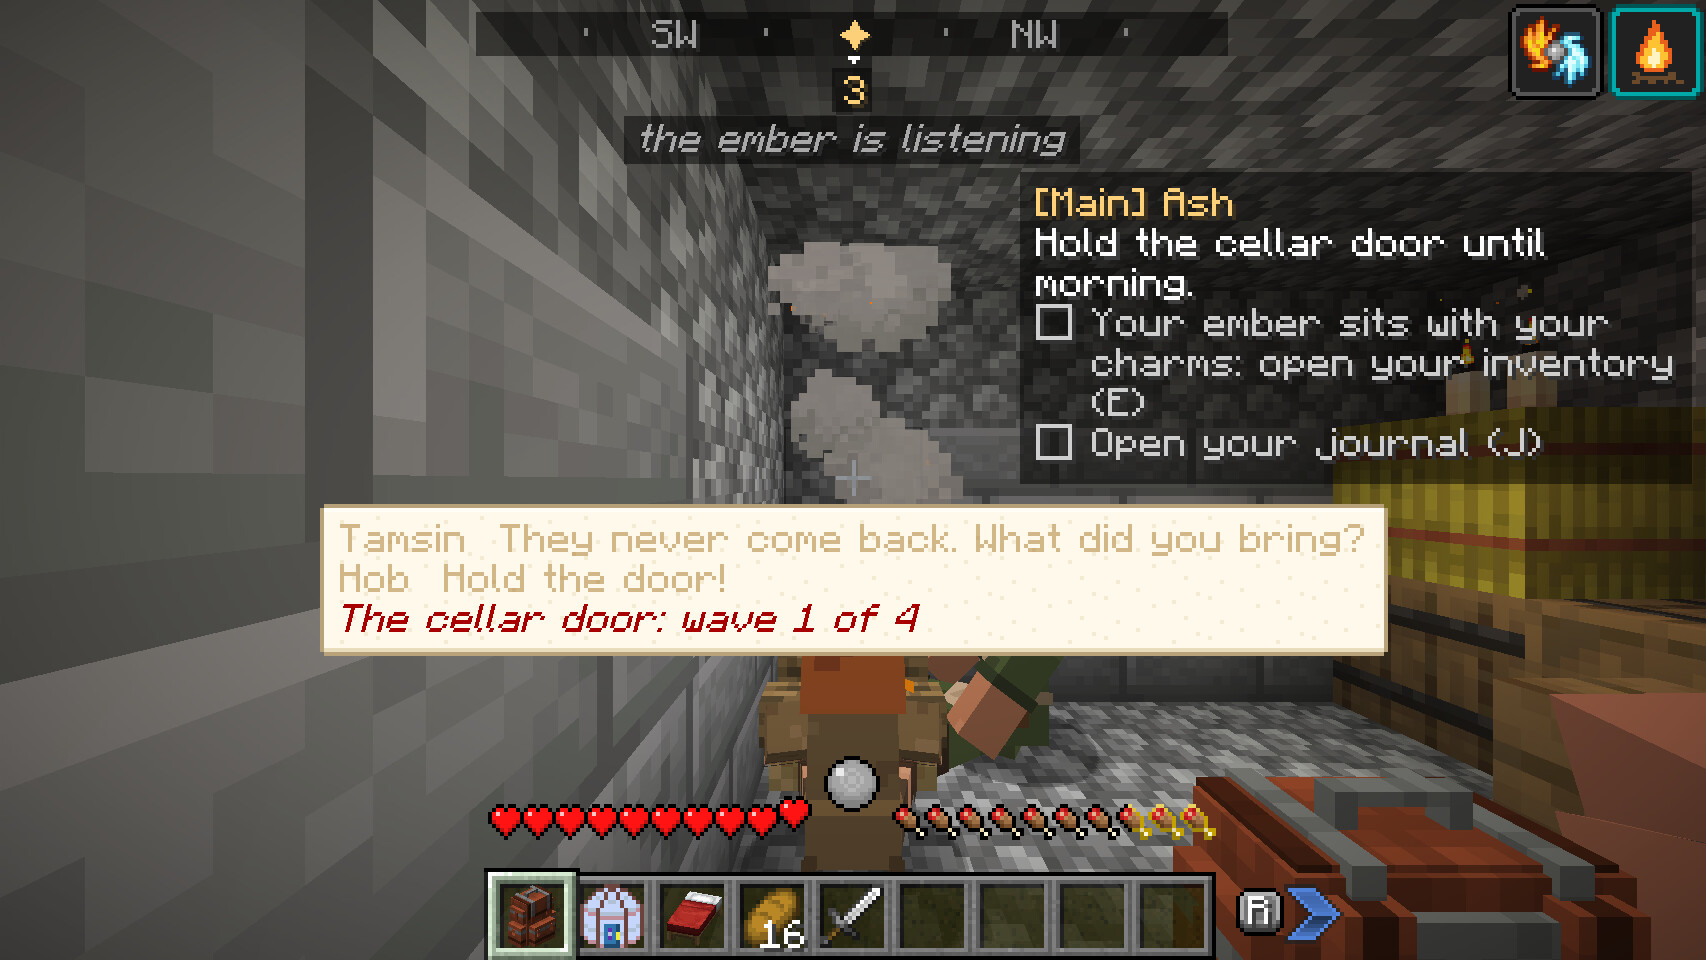 SW
NW
3
the ember is listening
[Main] Ash
Hold the cellar door until
morning.
Your ember sits with your
charms: open your inventory
(E)
Open your journal (J)
Tamsin They never come back. What did you bring?
Hob Hold the door!
The cellar door: wave 1 of 4
16
R